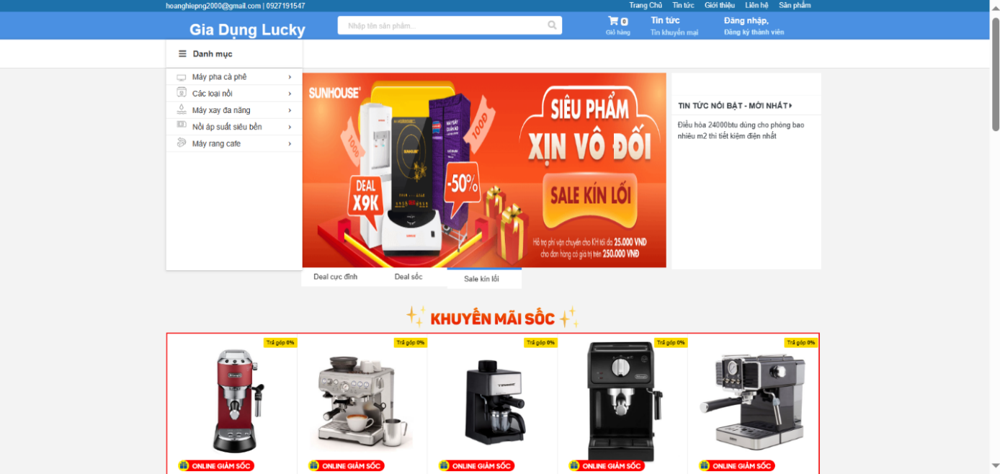 hoanghiepng2000@gmail.com | 0927191547
Trang Chủ Tin tức Giới thiệu Liên hệ Sản phẩm
Gia Dụng Lucky
Nhập tên sản phẩm...
0
Giỏ hàng
Tin tức
Tin khuyến mại
Đăng nhập,
Đăng ký thành viên
Danh mục
Máy pha cà phê
Các loại nồi
Máy xay đa năng
Nồi áp suất siêu bền
Máy rang cafe
SUNHOUSE
SIÊU PHẨM
XỊN VÔ ĐỐI
SALE KÍN LỐI
100Đ
100Đ
DEAL
X9K
-50%
Hỗ trợ phí vận chuyển cho KH tối đa 25.000 VNĐ
cho đơn hàng có giá trị trên 250.000 VNĐ
TIN TỨC NỔI BẬT - MỚI NHẤT
Điều hòa 24000btu dùng cho phòng bao
nhiêu m2 thì tiết kiệm điện nhất
Deal cực đỉnh Deal sốc Sale kín lối
KHUYẾN MÃI SỐC
Trả góp 0% Trả góp 0% Trả góp 0% Trả góp 0% Trả góp 0%
ONLINE GIẢM SỐC ONLINE GIẢM SỐC ONLINE GIẢM SỐC ONLINE GIẢM SỐC ONLINE GIẢM SỐC